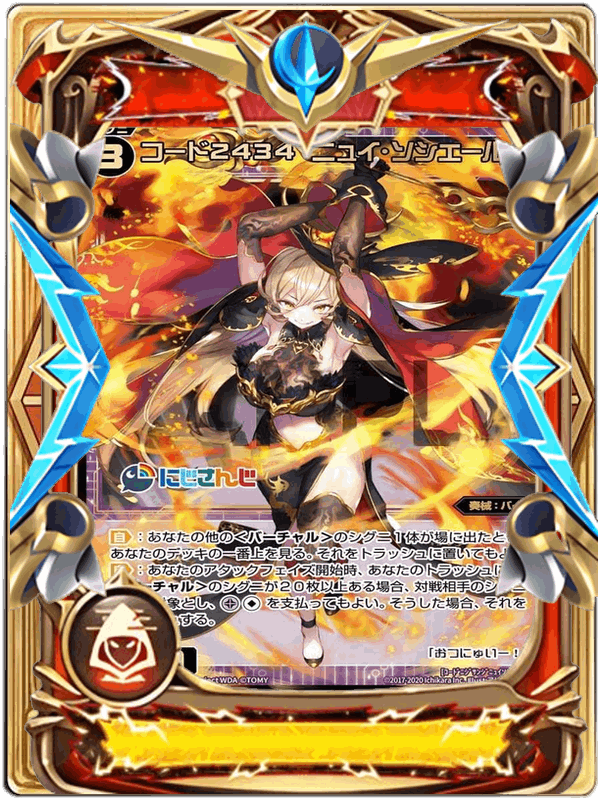 3
コード2434 ニュイ・ソシエール
にじさんじ
奏械：バー
自：あなたの他の＜バーチャル＞のシグニ１体が場に出たと
あなたのデッキの一番上を見る。それをトラッシュに置いてもよ
：あなたのアタックフェイズ開始時、あなたのトラッシュに
ーチャル＞のシグニが２０枚以上ある場合、対戦相手のシ
象とし、を支払ってもよい。そうした場合、それを
する。
「おつにゅいー！
ject WDA ©TOMY
©2017-2020 Ichikara Inc.